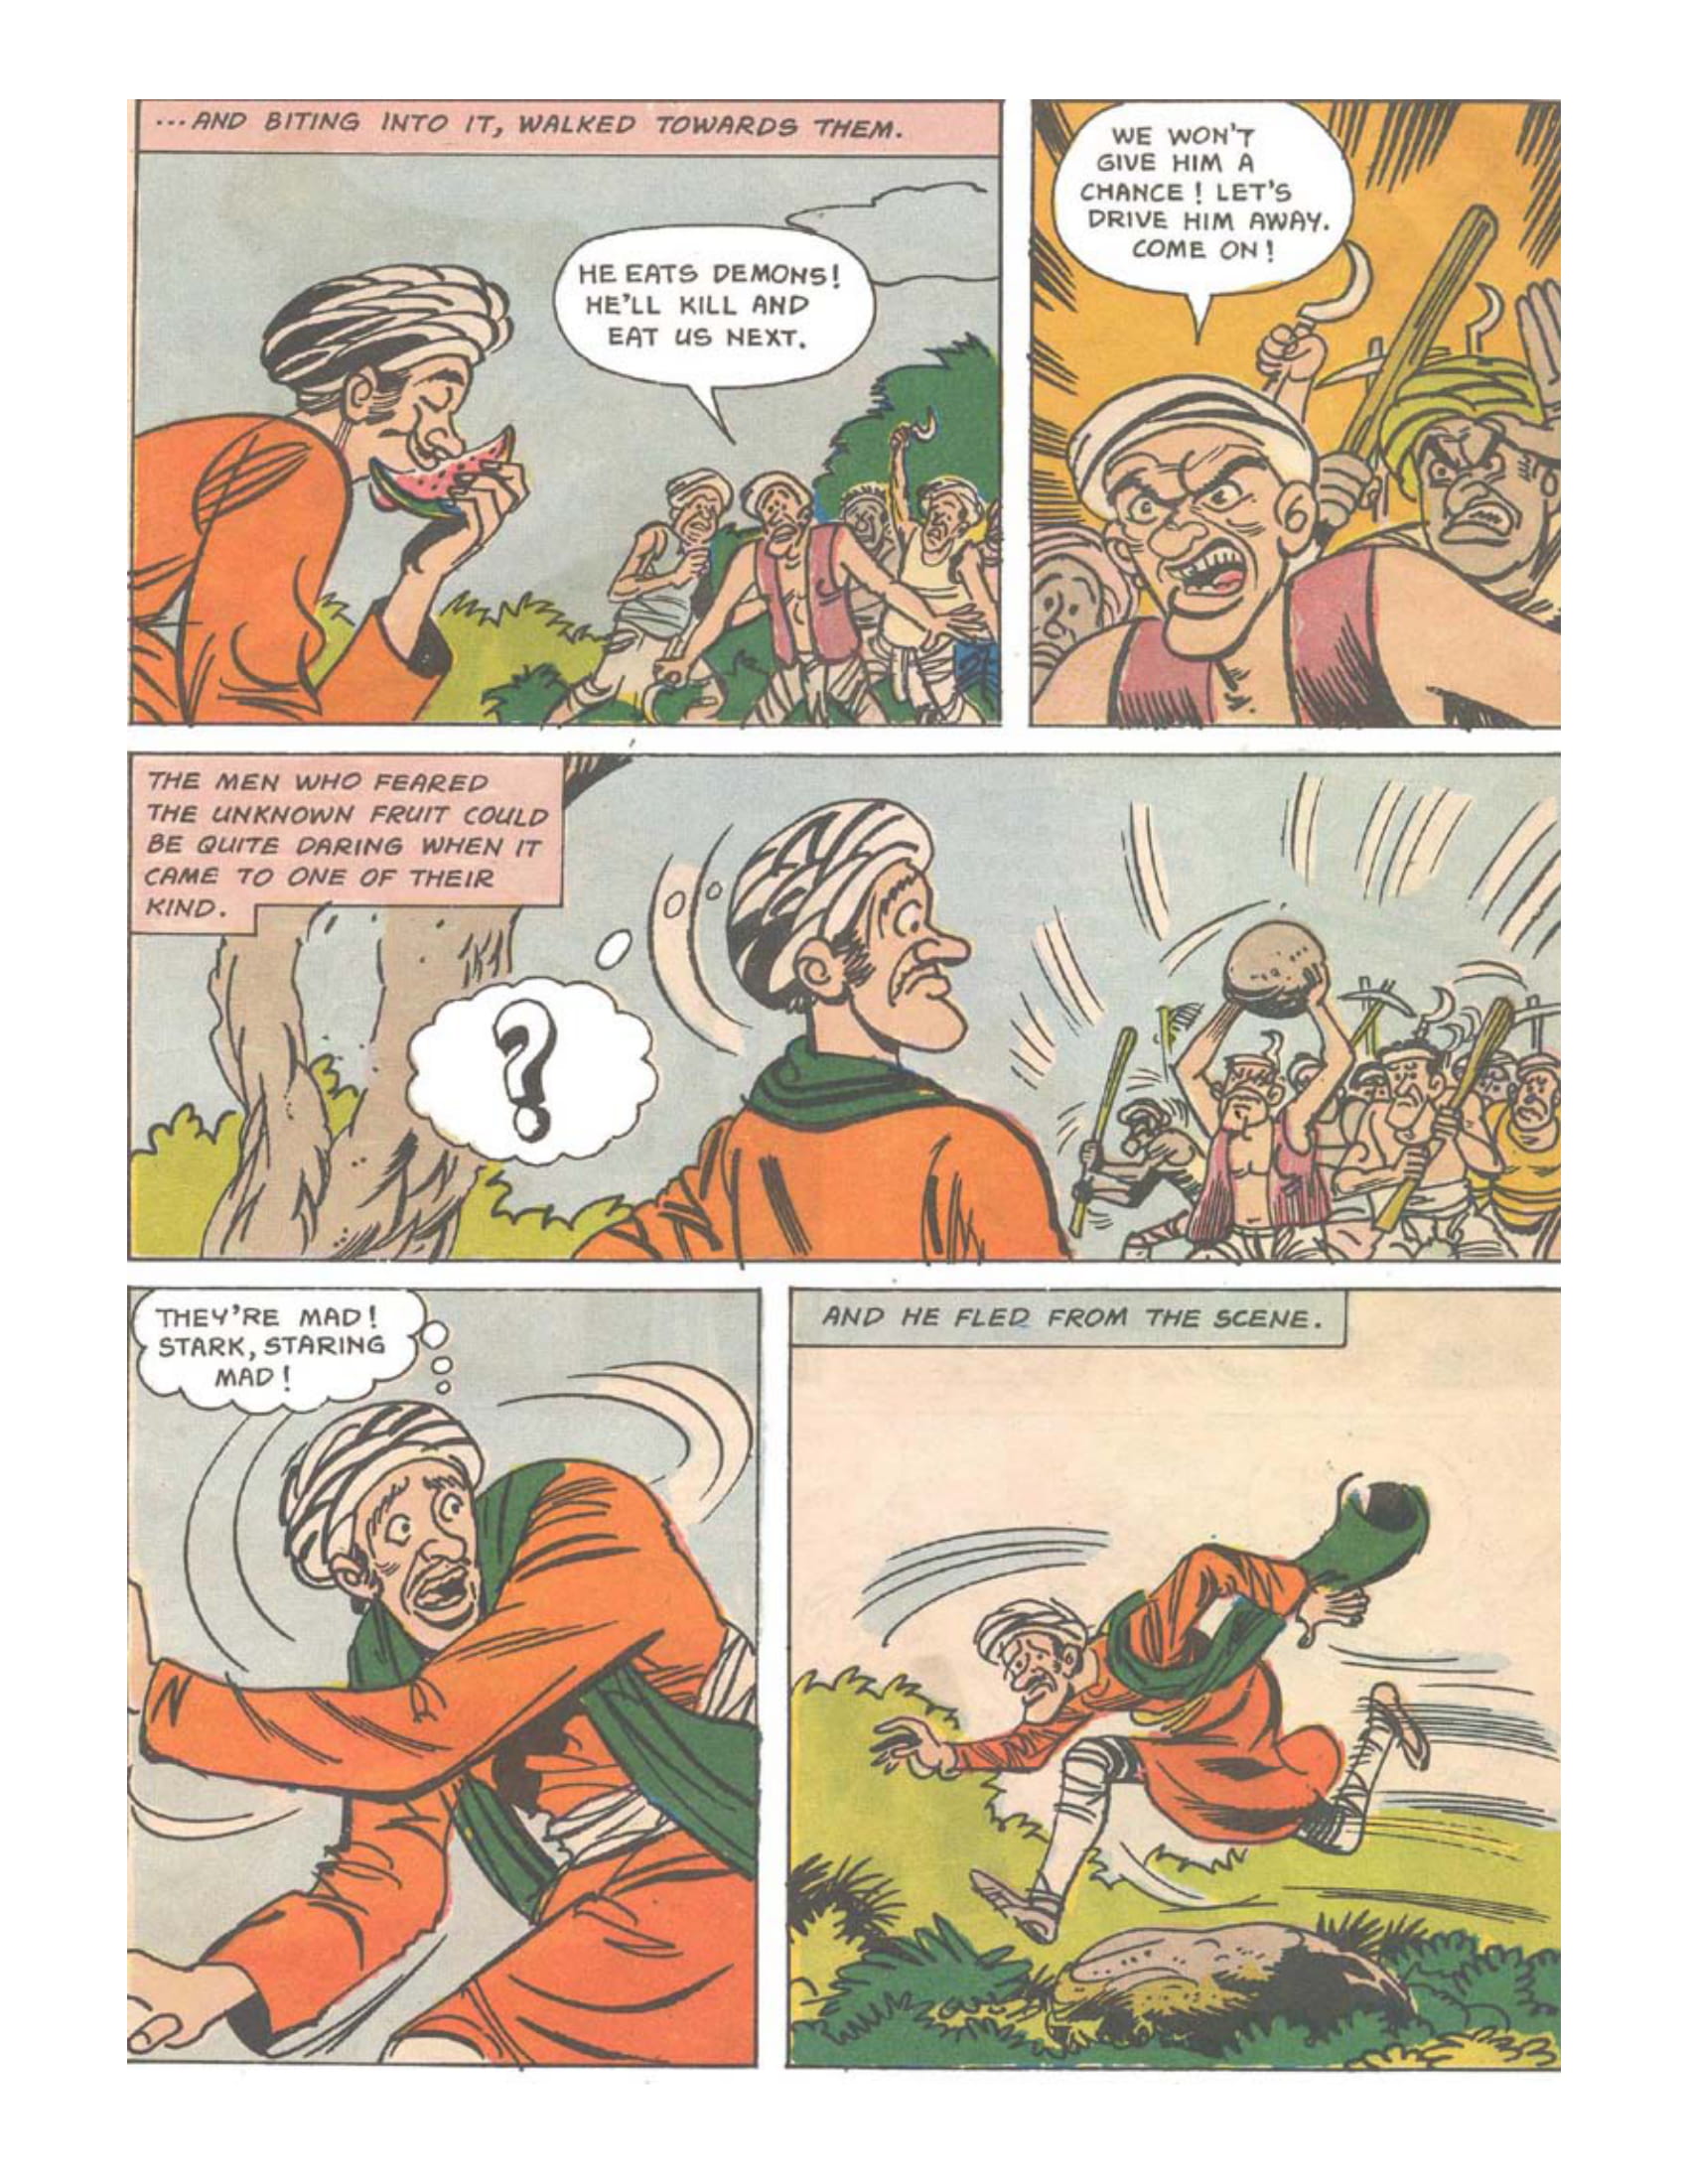 ...AND BITING INTO IT, WALKED TOWARDS THEM.
HE EATS DEMONS!
HE'LL KILL AND
EAT US NEXT.
WE WON'T
GIVE HIM A
CHANCE! LET'S
DRIVE HIM AWAY.
COME ON!
THE MEN WHO FEARED
THE UNKNOWN FRUIT COULD
BE QUITE DARING WHEN IT
CAME TO ONE OF THEIR
KIND.
?
THEY'RE MAD!
STARK, STARING
MAD!
AND HE FLED FROM THE SCENE.